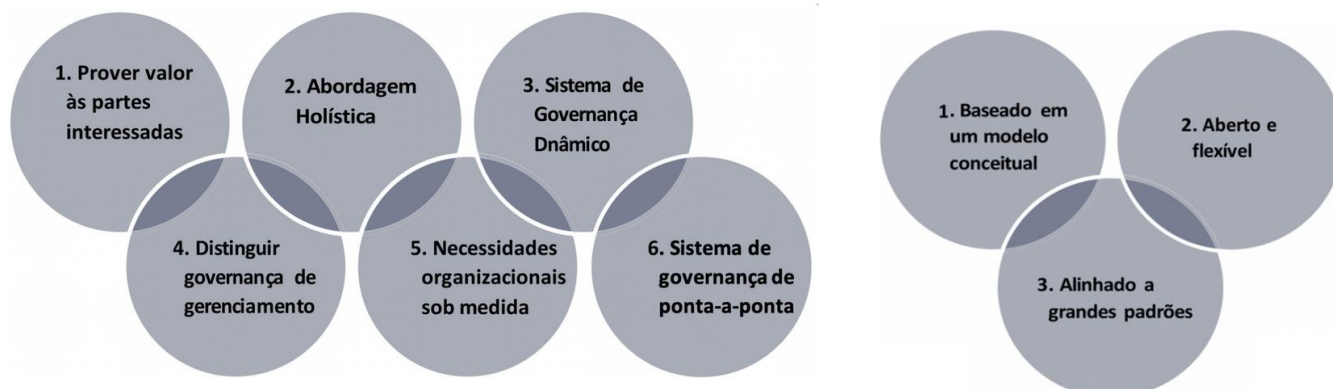 1. Prover valor
às partes
interessadas
2. Abordagem
Holística
3. Sistema de
Governança
Dnâmico
4. Distinguir
governança de
gerenciamento
5. Necessidades
organizacionais
sob medida
6. Sistema de
governança de
ponta-a-ponta
1. Baseado em
um modelo
conceitual
2. Aberto e
flexível
3. Alinhado a
grandes padrões